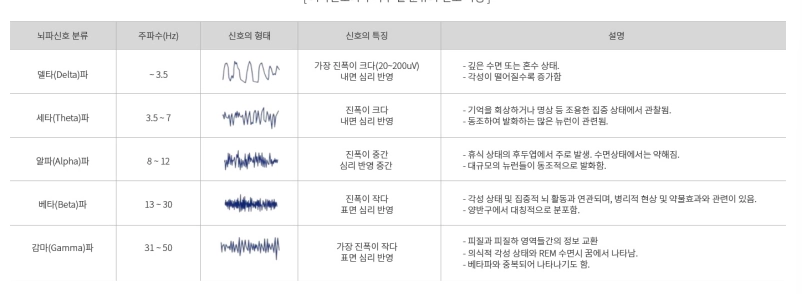 뇌파신호 분류
주파수(Hz)
신호의 형태
신호의 특징
설명
델타(Delta)파
~ 3.5
가장 진폭이 크다(20~200uV)
내면 심리 반영
- 깊은 수면 또는 혼수 상태.
- 각성이 떨어질수록 증가함
세타(Theta)파
3.5 ~ 7
진폭이 크다
내면 심리 반영
- 기억을 회상하거나 명상 등 조용한 집중 상태에서 관찰됨.
- 동조하여 발화하는 많은 뉴런이 관련됨.
알파(Alpha)파
8 ~ 12
진폭이 중간
심리 반영 중간
- 휴식 상태의 후두엽에서 주로 발생. 수면상태에서는 약해짐.
- 대규모의 뉴런들이 동조적으로 발화함.
베타(Beta)파
13 ~ 30
진폭이 작다
표면 심리 반영
- 각성 상태 및 집중적 뇌 활동과 연관되며, 병리적 현상 및 약물효과와 관련이 있음.
- 양반구에서 대칭적으로 분포함.
감마(Gamma)파
31 ~ 50
가장 진폭이 작다
표면 심리 반영
- 피질과 피질하 영역들간의 정보 교환
- 의식적 각성 상태와 REM 수면시 꿈에서 나타남.
- 베타파와 중복되어 나타나기도 함.